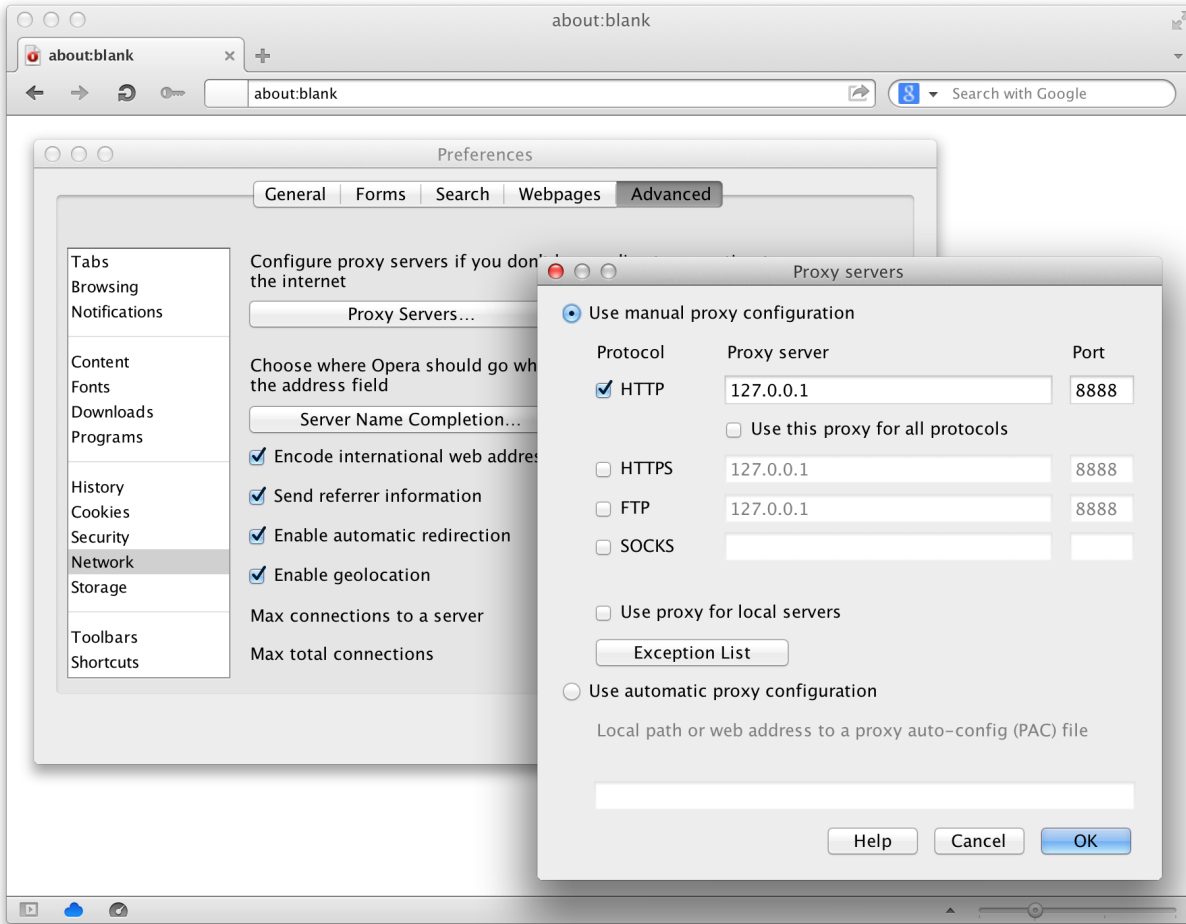 about:blank
about:blank
about:blank
Search with Google
Preferences
General Forms Search Webpages Advanced
Tabs
Browsing
Notifications
Content
Fonts
Downloads
Programs
History
Cookies
Security
Network
Storage
Toolbars
Shortcuts
Configure proxy servers if you don'
the internet
Proxy Servers...
Choose where Opera should go wh
the address field
Server Name Completion...
Encode international web addre
Send referrer information
Enable automatic redirection
Enable geolocation
Max connections to a server
Max total connections
Proxy servers
Use manual proxy configuration
Protocol Proxy server Port
HTTP 127.0.0.1 8888
Use this proxy for all protocols
HTTPS 127.0.0.1 8888
FTP 127.0.0.1 8888
SOCKS
Use proxy for local servers
Exception List
Use automatic proxy configuration
Local path or web address to a proxy auto-config (PAC) file
Help Cancel OK